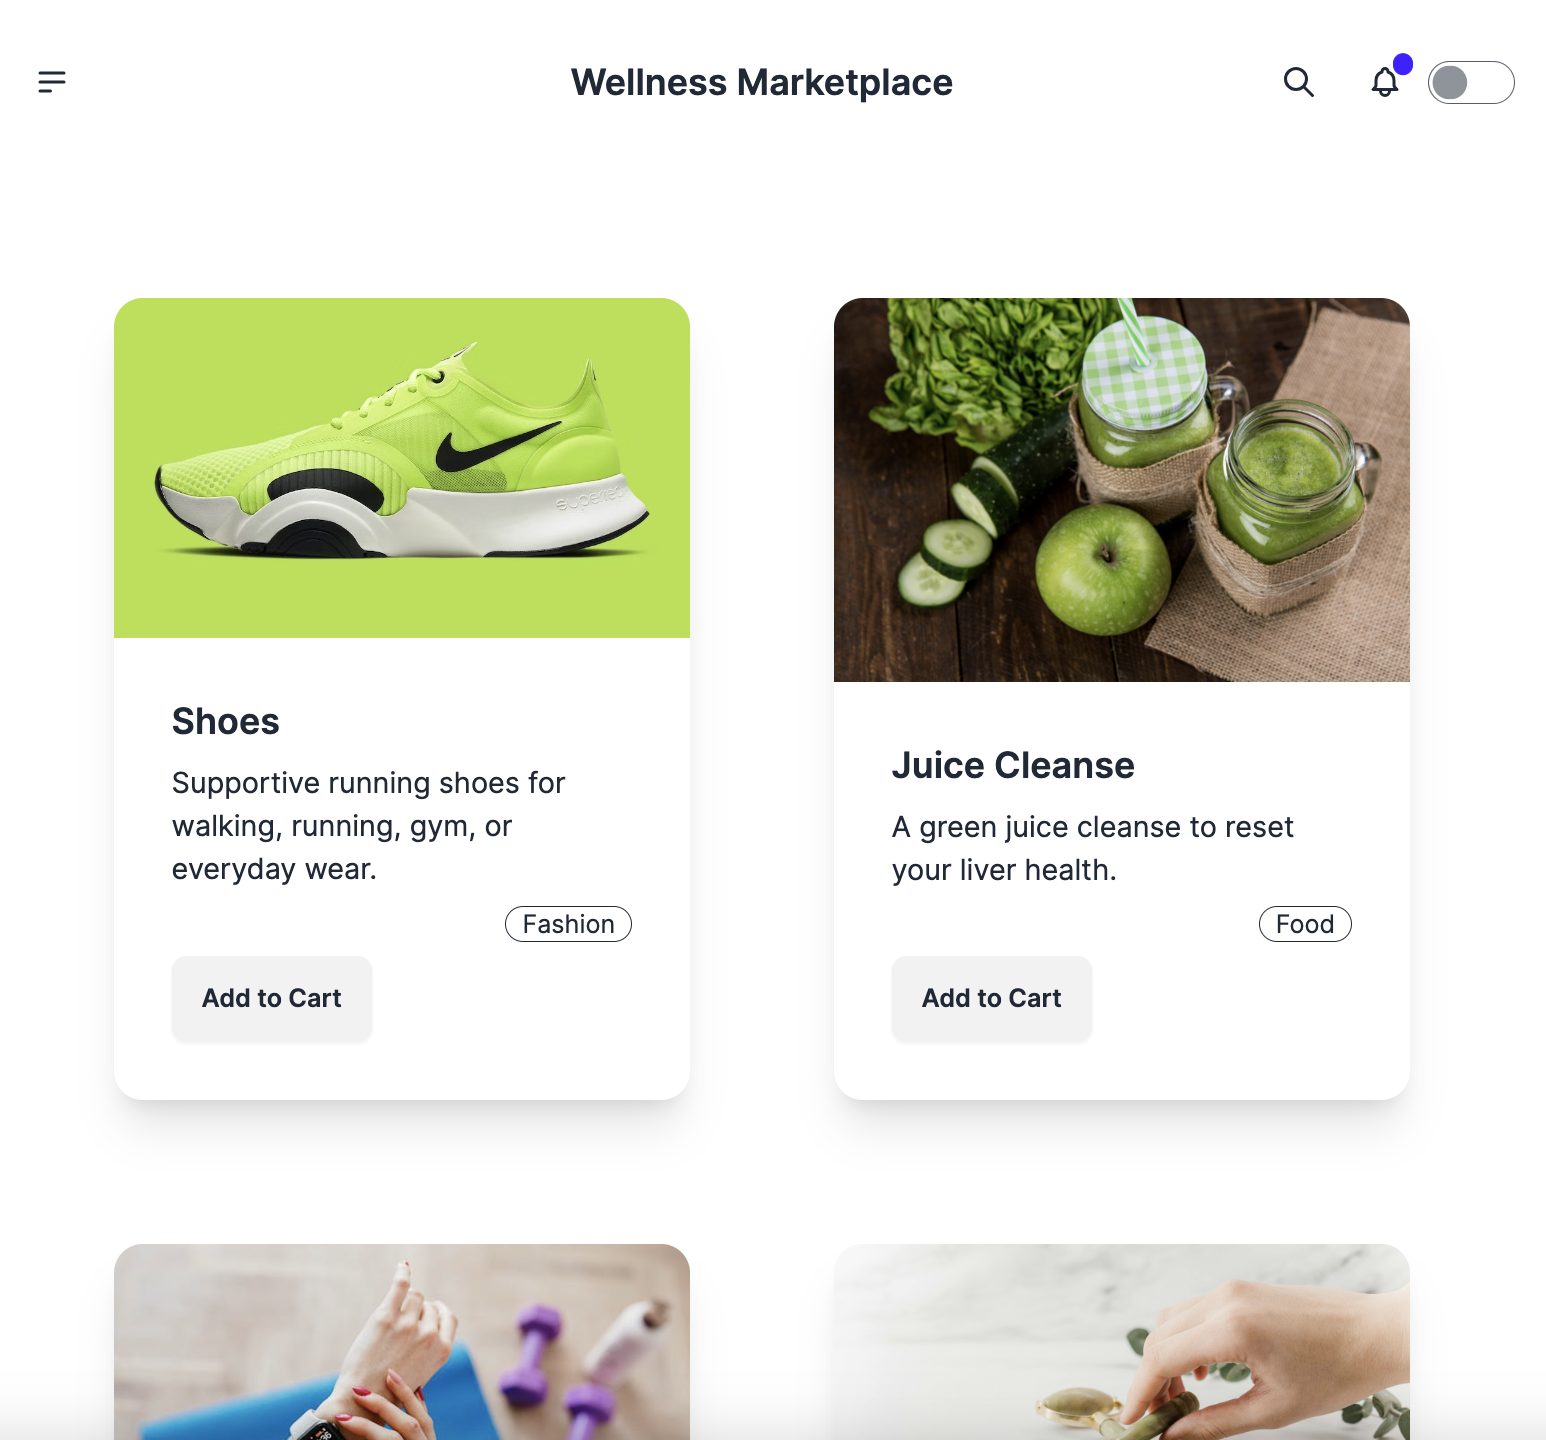 Wellness Marketplace
Shoes
Supportive running shoes for
walking, running, gym, or
everyday wear.
Fashion
Add to Cart
Juice Cleanse
A green juice cleanse to reset
your liver health.
Food
Add to Cart